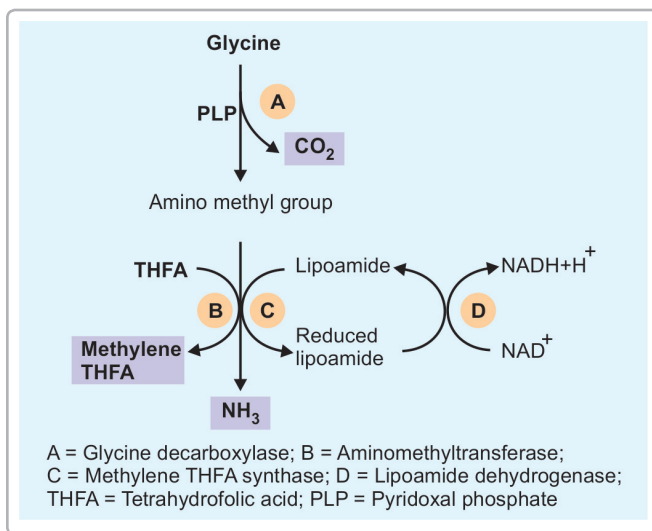 Glycine
A
PLP
CO2
Amino methyl group
THFA
Lipoamide
NADH+H+
B
C
D
Methylene
THFA
Reduced
lipoamide
NAD+
NH3
A = Glycine decarboxylase; B = Aminomethyltransferase;
C = Methylene THFA synthase; D = Lipoamide dehydrogenase;
THFA = Tetrahydrofolic acid; PLP = Pyridoxal phosphate